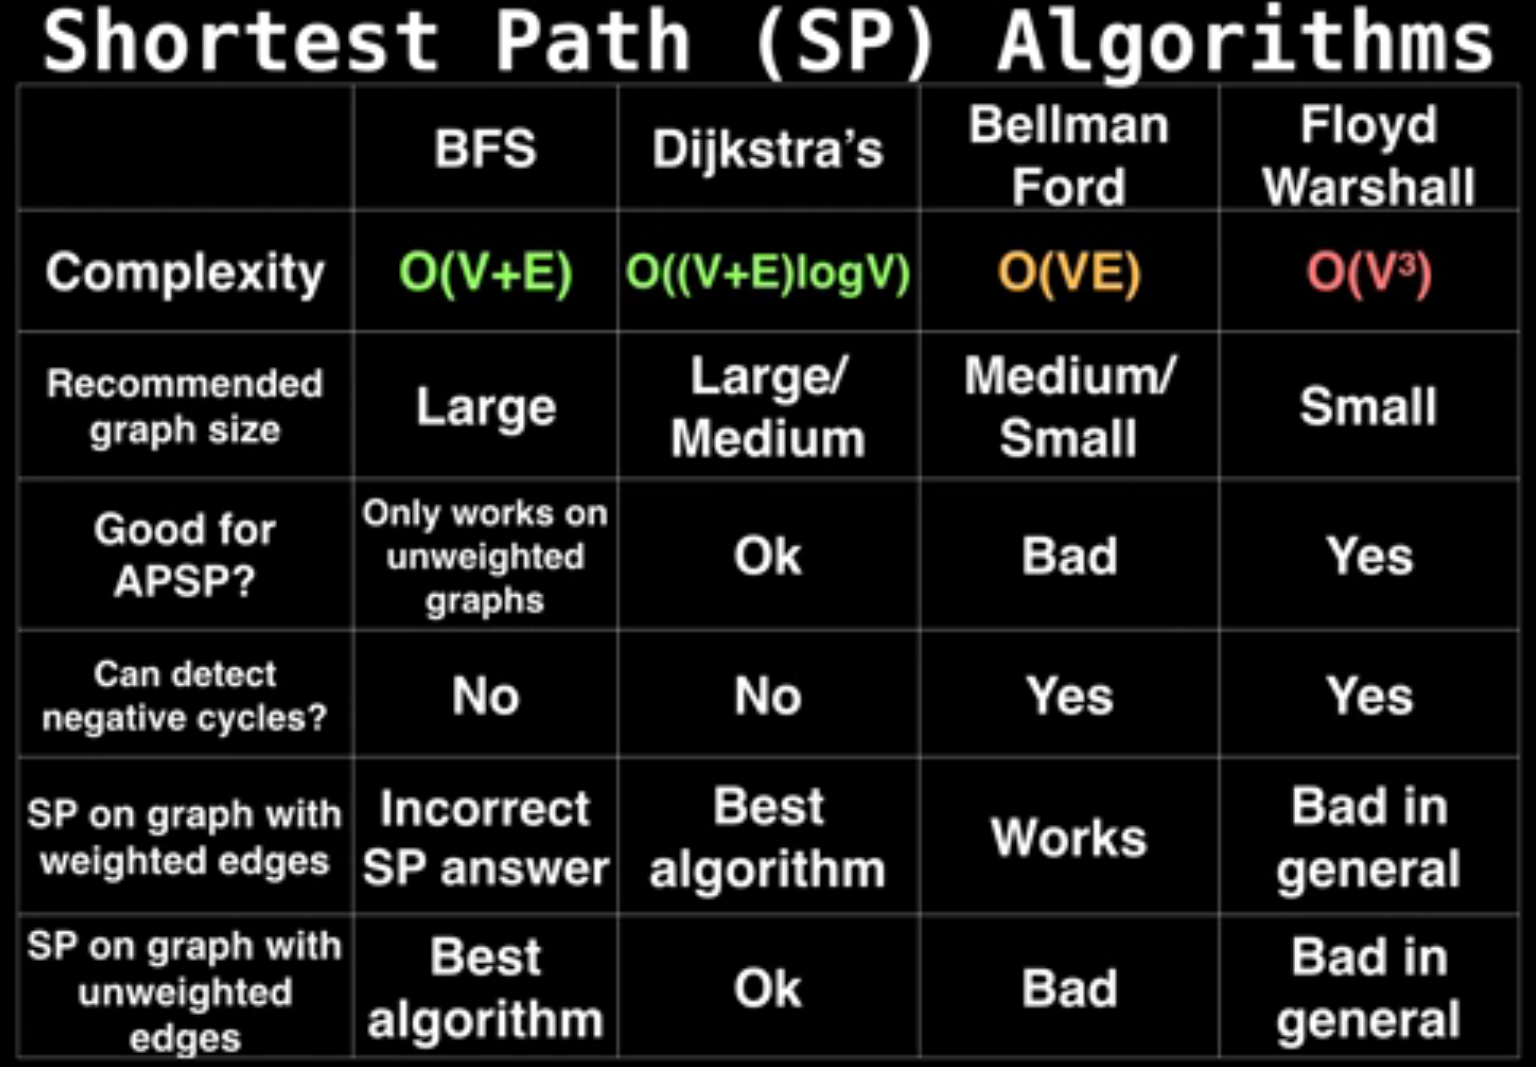 Shortest Path (SP) Algorithms
BFS
Dijkstra’s
Bellman
Ford
Floyd
Warshall
Complexity
O(V+E)
O((V+E)logV)
O(VE)
O(V³)
Recommended
graph size
Large
Large/
Medium
Medium/
Small
Small
Good for
APSP?
Only works on
unweighted
graphs
Ok
Bad
Yes
Can detect
negative cycles?
No
No
Yes
Yes
SP on graph with
weighted edges
Incorrect
SP answer
Best
algorithm
Works
Bad in
general
SP on graph with
unweighted
edges
Best
algorithm
Ok
Bad
Bad in
general